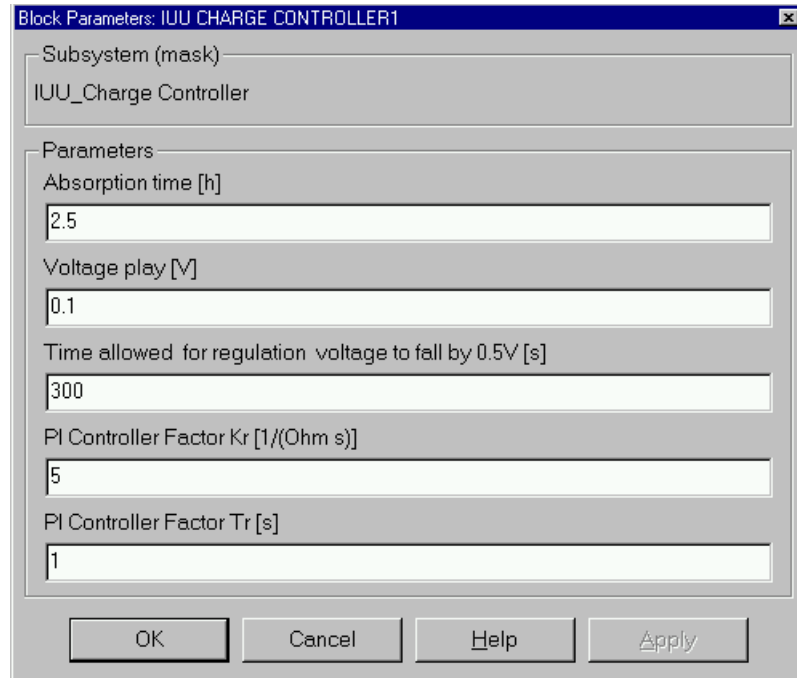 Block Parameters: IUU CHARGE CONTROLLER1
Subsystem (mask)
IUU_Charge Controller
Parameters
Absorption time [h]
2.5
Voltage play [V]
0.1
Time allowed for regulation voltage to fall by 0.5V [s]
300
PI Controller Factor Kr [1/(Ohm s)]
5
PI Controller Factor Tr [s]
1
OK Cancel Help Apply